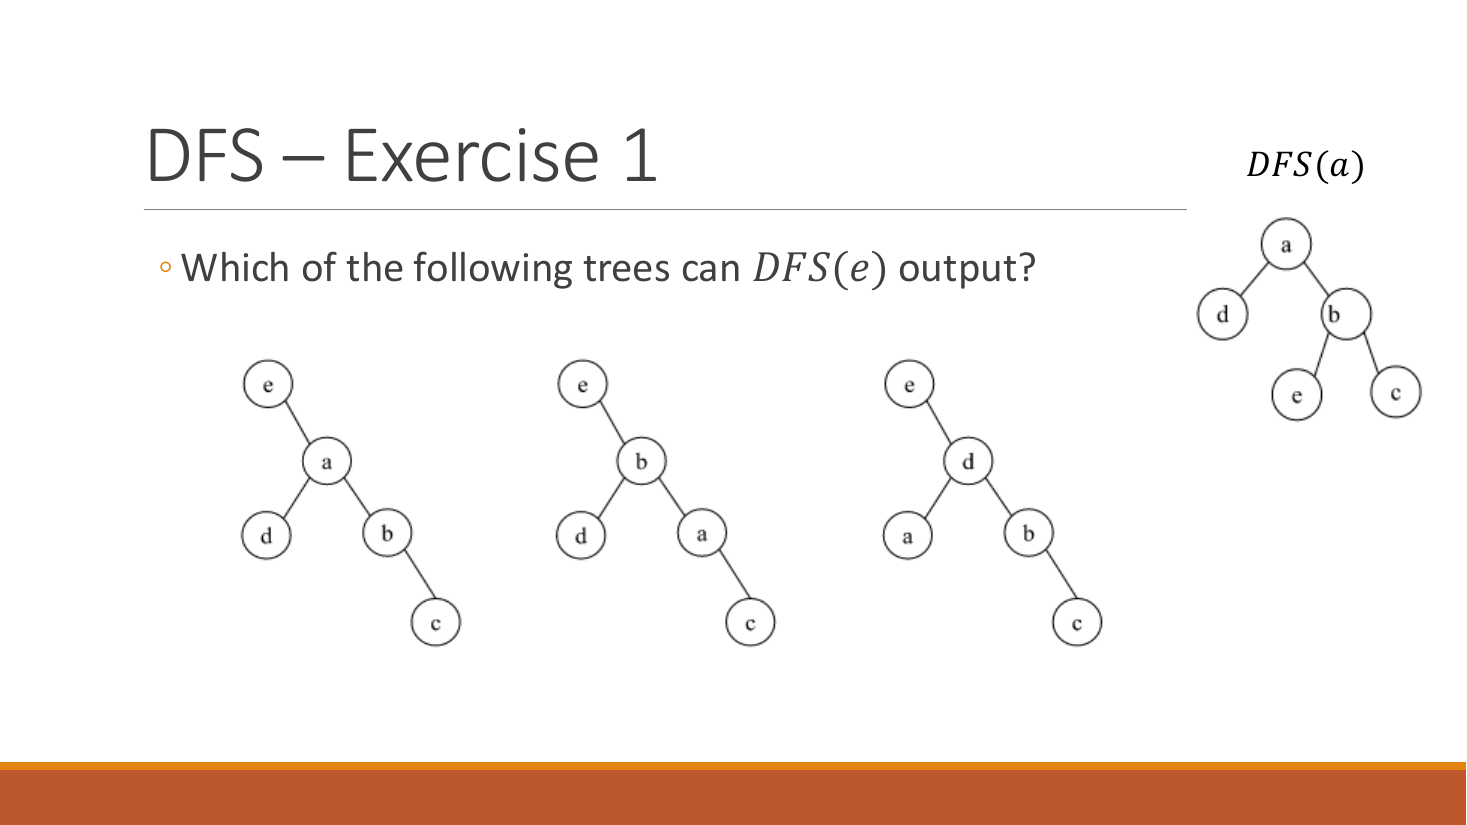 DFS – Exercise 1
DFS(a)
◦ Which of the following trees can DFS(e) output?
a
d b
e c
e e e
a b d
d b d a a b
c c c